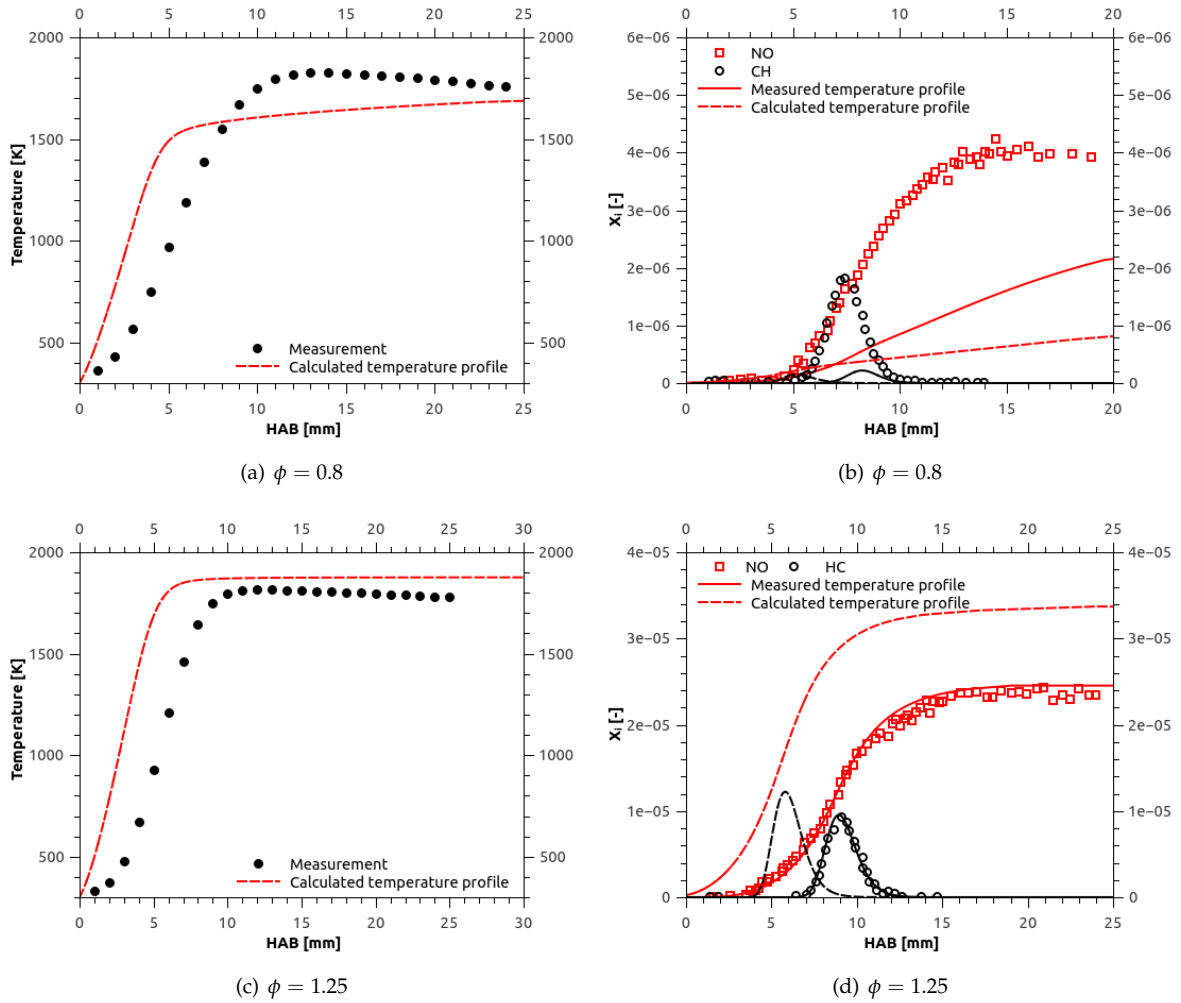 0 5 10 15 20 25
2000 2000
1500 1500
1000 1000
500 500
Temperature [K]
Measurement
Calculated temperature profile
0 5 10 15 20 25
HAB [mm]
(a) ϕ = 0.8
0 5 10 15 20
6e−06 6e−06
5e−06 5e−06
4e−06 4e−06
3e−06 3e−06
2e−06 2e−06
1e−06 1e−06
0 0
Xi [-]
NO
CH
Measured temperature profile
Calculated temperature profile
0 5 10 15 20
HAB [mm]
(b) ϕ = 0.8
0 5 10 15 20 25 30
2000 2000
1500 1500
1000 1000
500 500
Temperature [K]
Measurement
Calculated temperature profile
0 5 10 15 20 25 30
HAB [mm]
(c) ϕ = 1.25
0 5 10 15 20 25
4e−05 4e−05
3e−05 3e−05
2e−05 2e−05
1e−05 1e−05
0 0
Xi [-]
NO HC
Measured temperature profile
Calculated temperature profile
0 5 10 15 20 25
HAB [mm]
(d) ϕ = 1.25